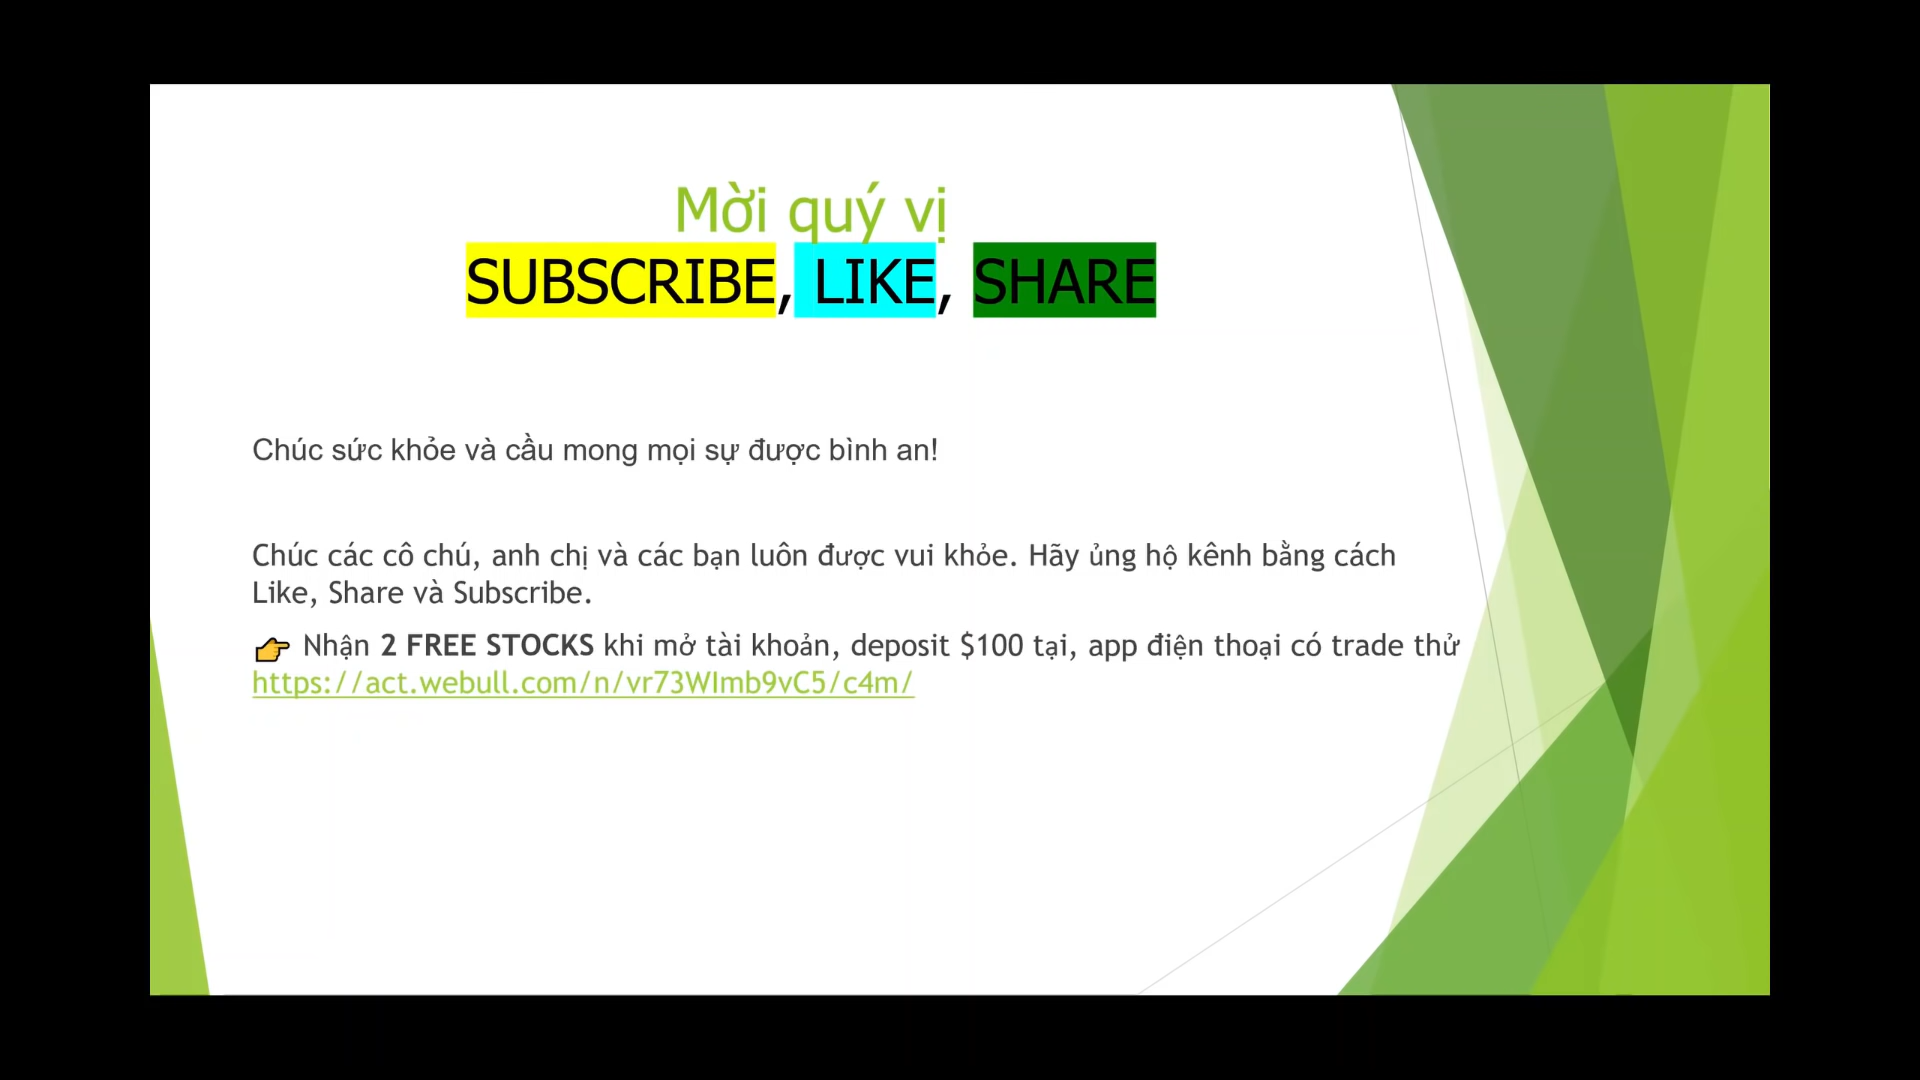 Mời quý vị
SUBSCRIBE, LIKE, SHARE
Chúc sức khỏe và cầu mong mọi sự được bình an!
Chúc các cô chú, anh chị và các bạn luôn được vui khỏe. Hãy ủng hộ kênh bằng cách
Like, Share và Subscribe.
👉 Nhận 2 FREE STOCKS khi mở tài khoản, deposit $100 tại, app điện thoại có trade thử
https://act.webull.com/n/vr73WImb9vC5/c4m/